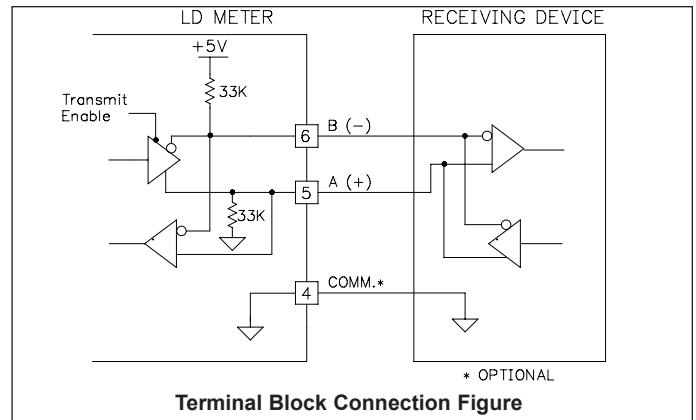 LD METER
RECEIVING DEVICE
+5V
33K
Transmit
Enable
6
B (-)
5
A (+)
33K
4
COMM.*
* OPTIONAL
Terminal Block Connection Figure